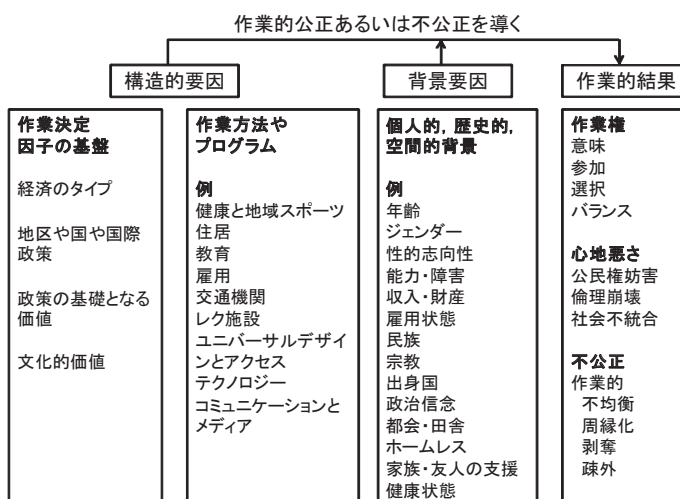 作業的公正あるいは不公正を導く
構造的要因
背景要因
作業的結果
作業決定
因子の基盤
経済のタイプ
地区や国や国際
政策
政策の基礎となる
価値
文化的価値
作業方法や
プログラム
例
健康と地域スポーツ
住居
教育
雇用
交通機関
レク施設
ユニバーサルデザイ
ンとアクセス
テクノロジー
コミュニケーションと
メディア
個人的，歴史的，
空間的背景
例
年齢
ジェンダー
性的志向性
能力・障害
収入・財産
雇用状態
民族
宗教
出身国
政治信念
都会・田舎
ホームレス
家族・友人の支援
健康状態
作業権
意味
参加
選択
バランス
心地悪さ
公民権妨害
倫理崩壊
社会不統合
不公正
作業的
不均衡
周縁化
剥奪
疎外